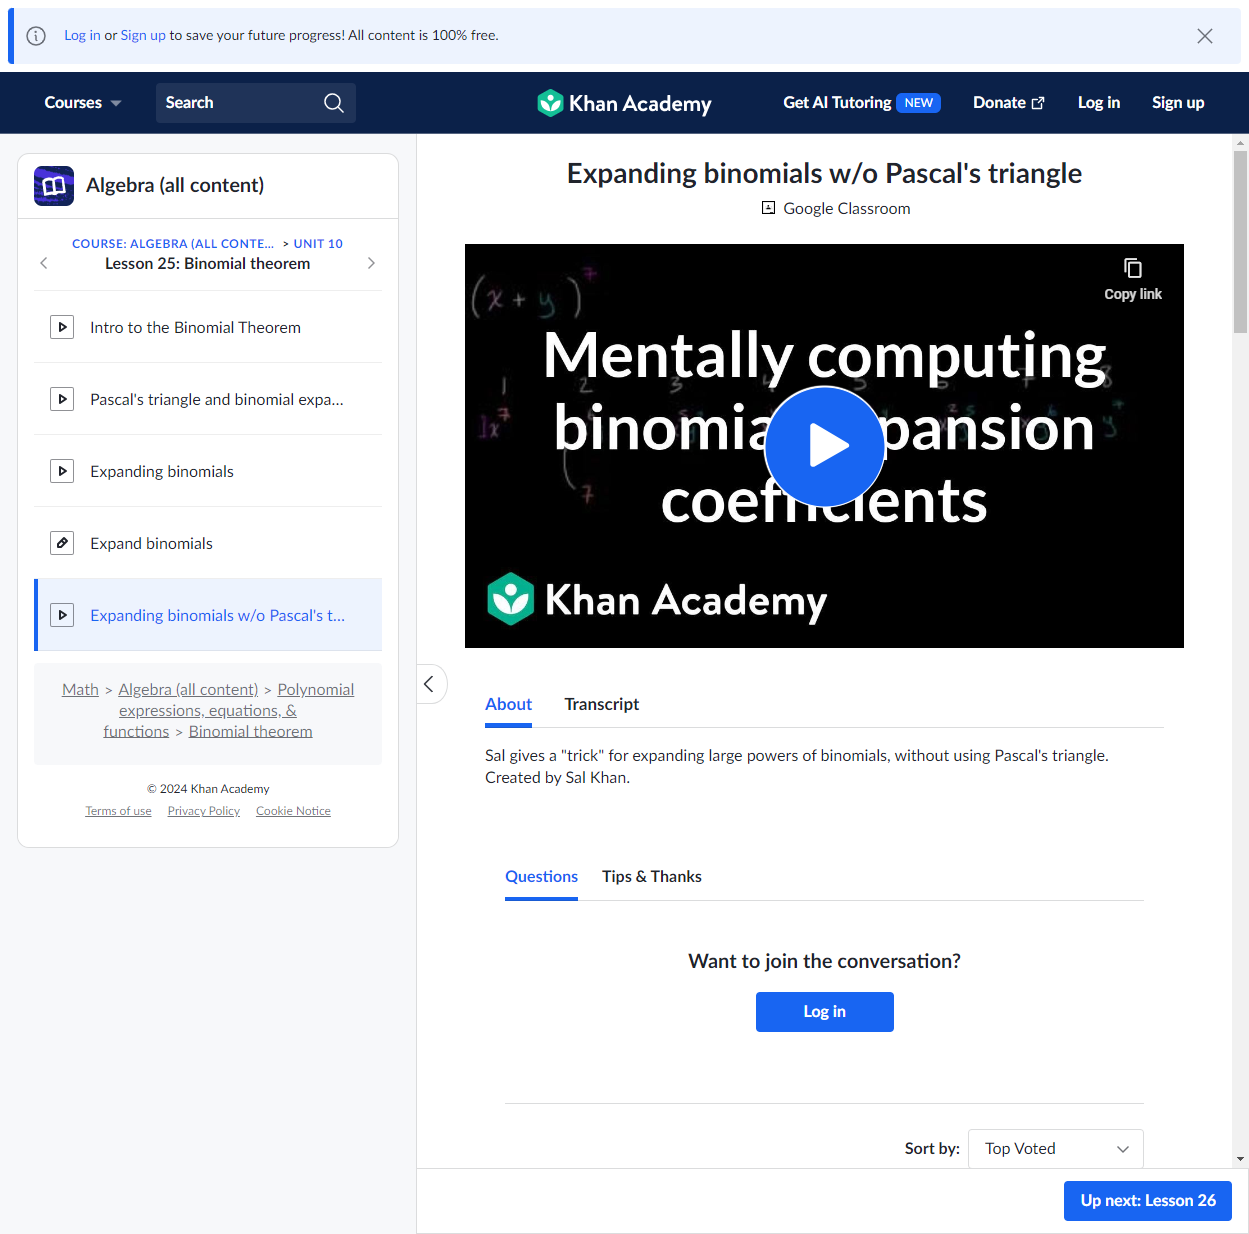 Log in or Sign up to save your future progress! All content is 100% free.
Courses
Search
Khan Academy
Get AI Tutoring NEW
Donate
Log in
Sign up
Algebra (all content)
COURSE: ALGEBRA (ALL CONTE... > UNIT 10
Lesson 25: Binomial theorem
Intro to the Binomial Theorem
Pascal's triangle and binomial expa...
Expanding binomials
Expand binomials
Expanding binomials w/o Pascal's t...
Math > Algebra (all content) > Polynomial
expressions, equations, &
functions > Binomial theorem
© 2024 Khan Academy
Terms of use Privacy Policy Cookie Notice
Expanding binomials w/o Pascal's triangle
Google Classroom
(x + y)7
Copy link
Mentally computing
coefficients
Khan Academy
About Transcript
Sal gives a "trick" for expanding large powers of binomials, without using Pascal's triangle.
Created by Sal Khan.
Questions Tips & Thanks
Want to join the conversation?
Log in
Sort by: Top Voted
Up next: Lesson 26